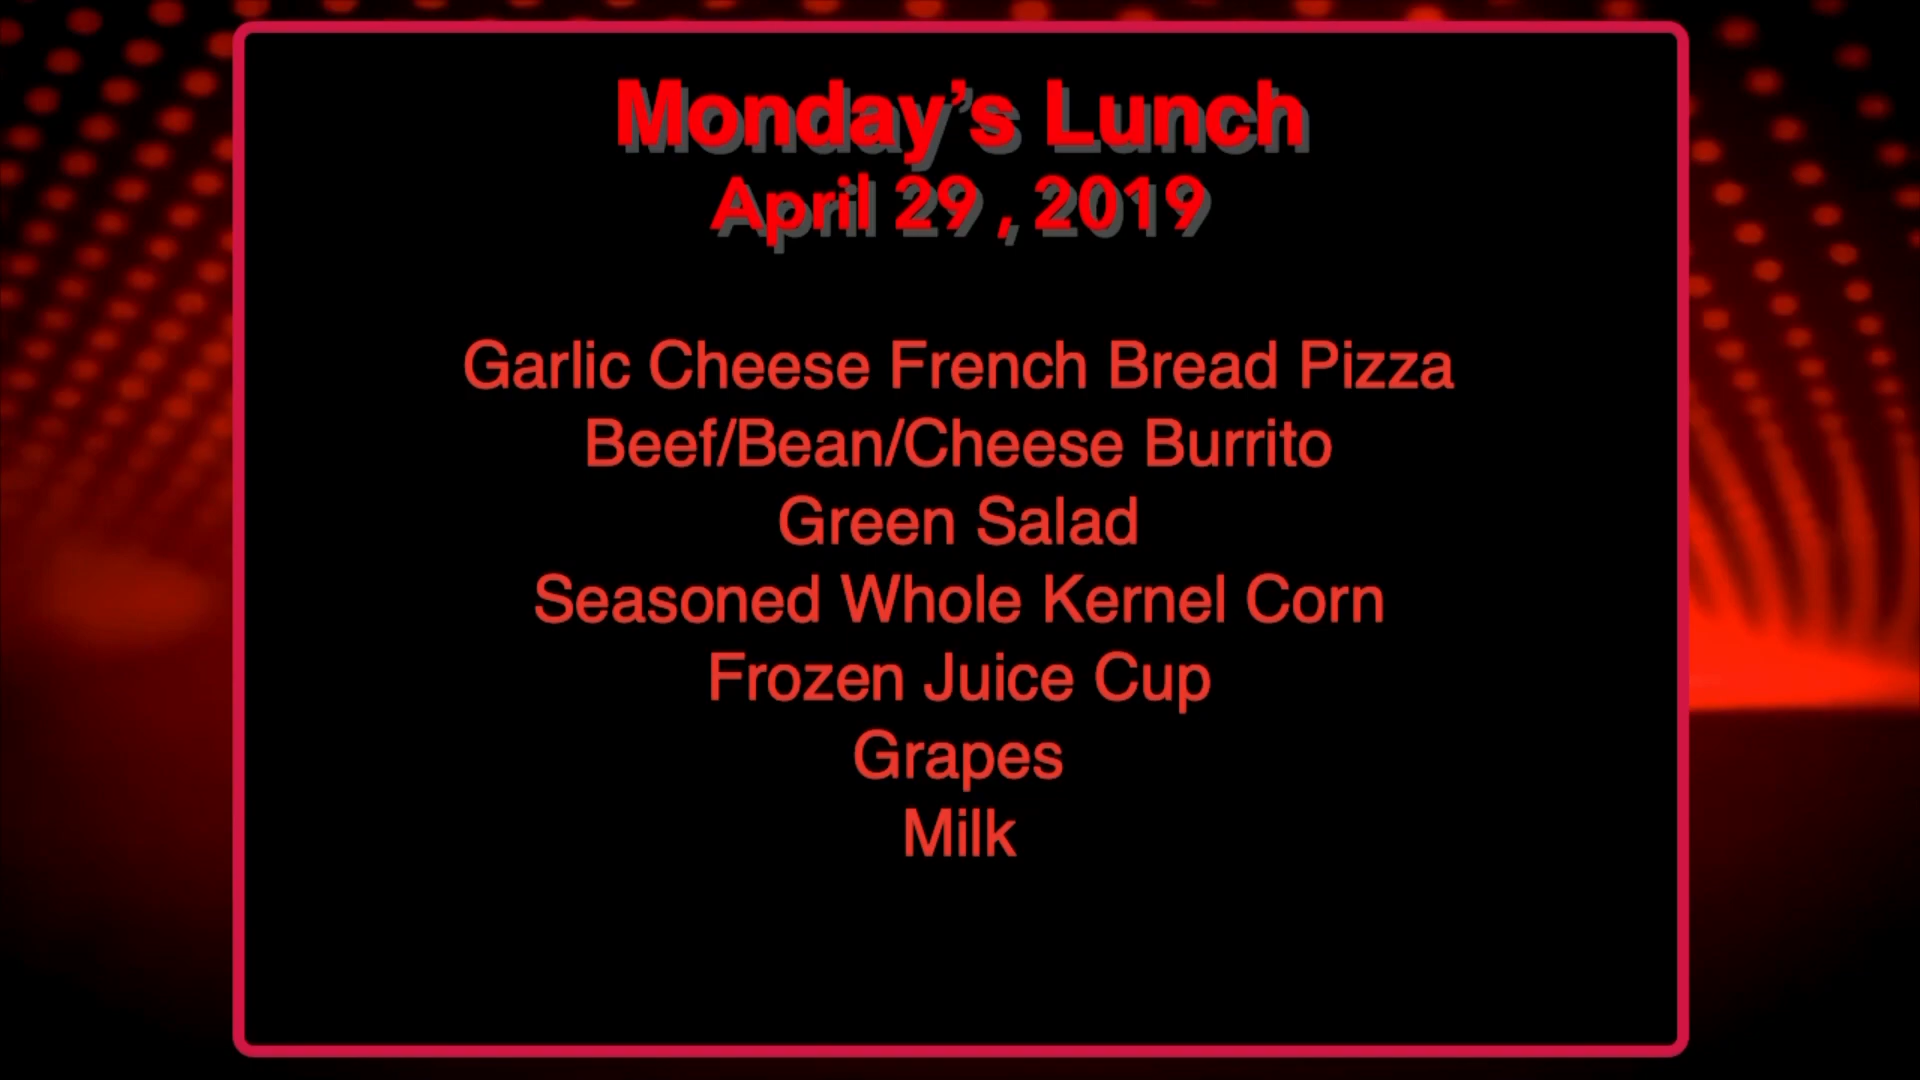 Monday’s Lunch
April 29 , 2019
Garlic Cheese French Bread Pizza
Beef/Bean/Cheese Burrito
Green Salad
Seasoned Whole Kernel Corn
Frozen Juice Cup
Grapes
Milk